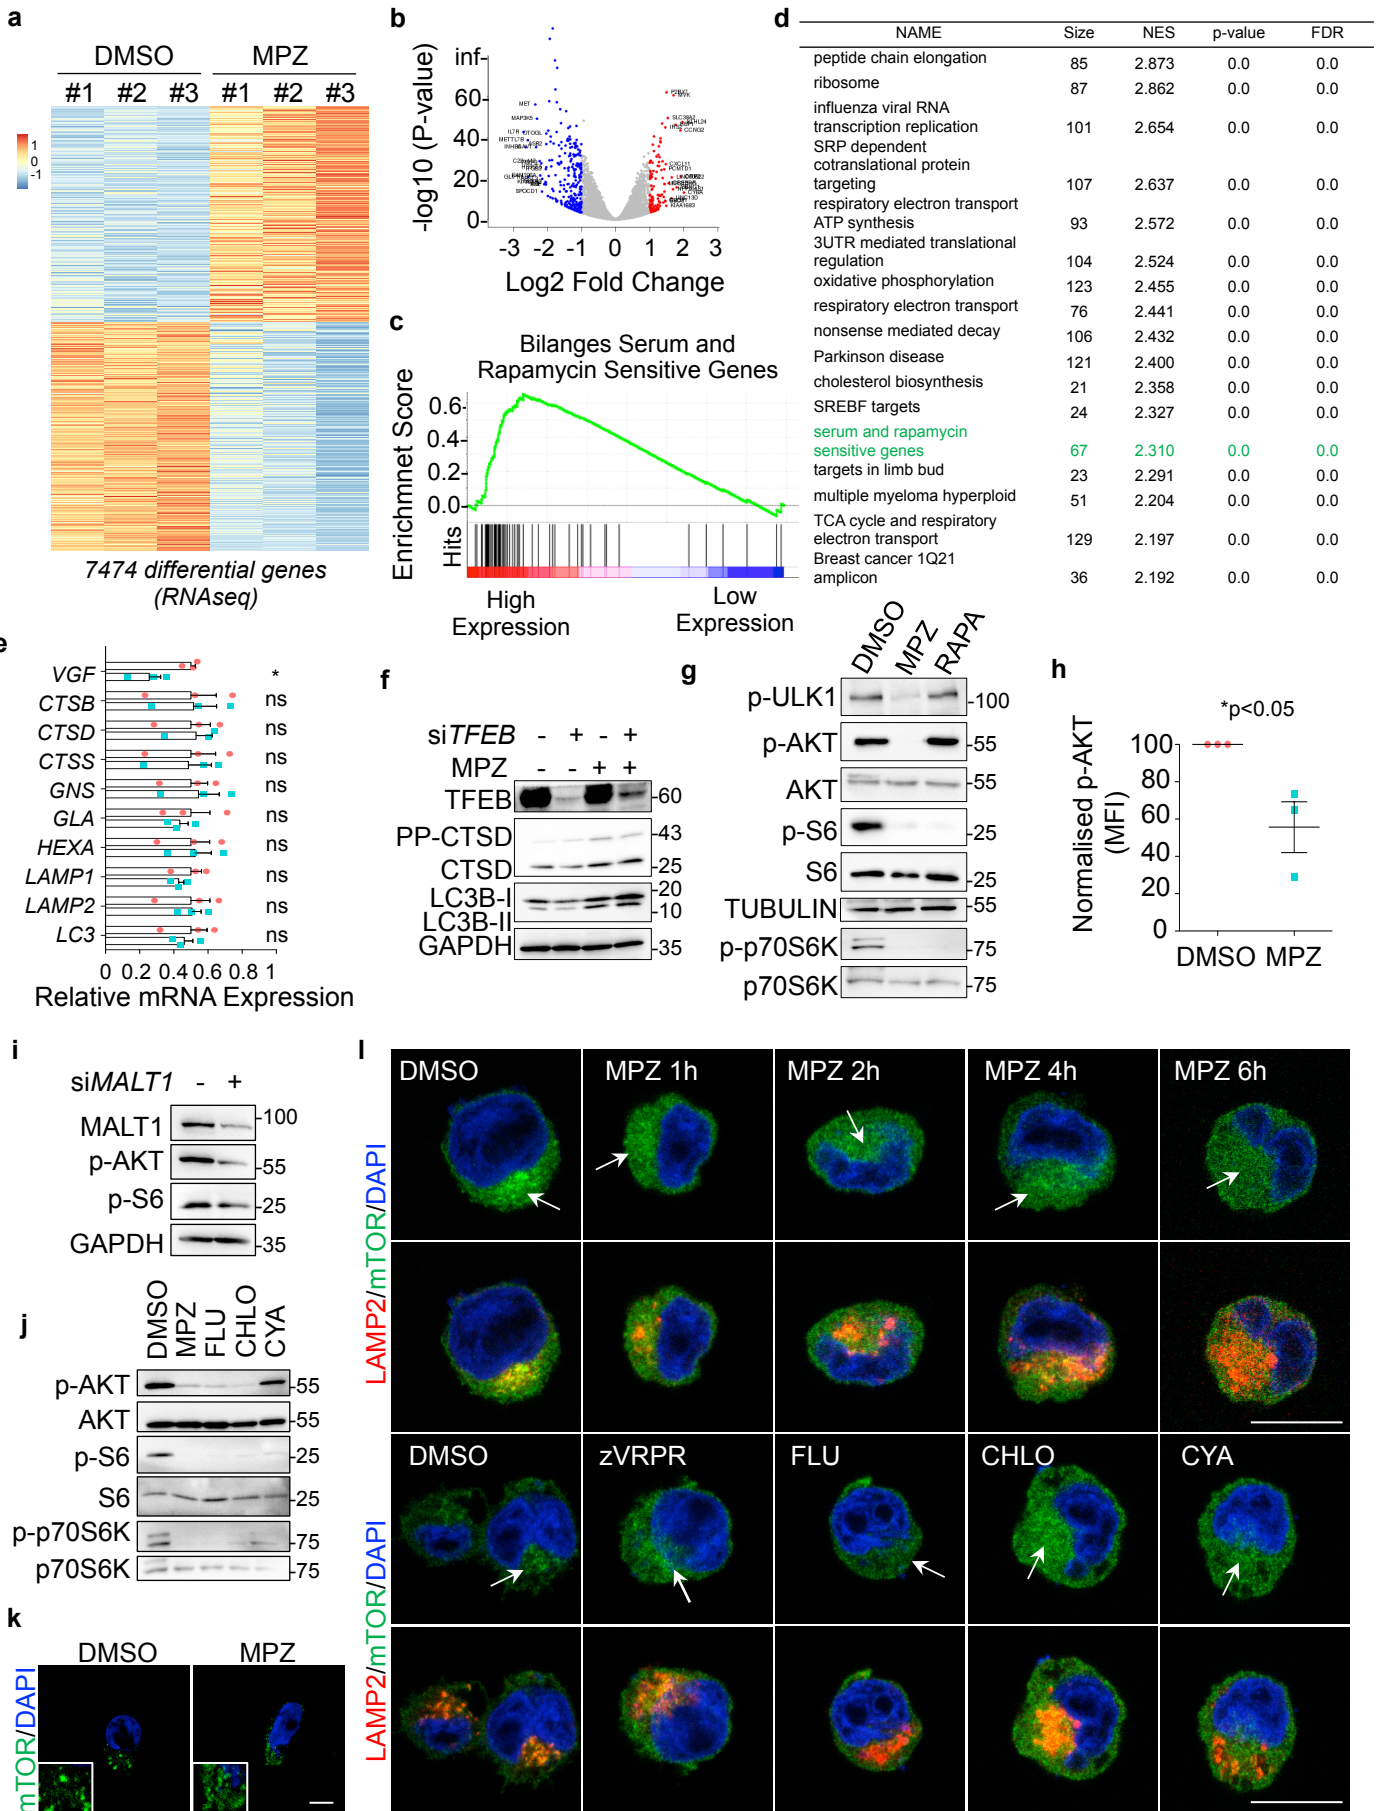 a
DMSO MPZ
#1 #2 #3 #1 #2 #3
1
0
-1
7474 differential genes
(RNAseq)
b
-log10 (P-value)
inf
60
40
20
0
MET
MAP3K5
IL7R
OTOGL
METTL7B
SPOCD1
SLC38A2
CCNG2
CXCL11
PCMTD1
KIAA1683
-3 -2 -1 0 1 2 3
Log2 Fold Change
c
Bilanges Serum and
Rapamycin Sensitive Genes
Enrichmnet Score
0.6
0.4
0.2
0.0
Hits
High
Expression
Low
Expression
d
NAME Size NES p-value FDR
peptide chain elongation 85 2.873 0.0 0.0
ribosome 87 2.862 0.0 0.0
influenza viral RNA
transcription replication 101 2.654 0.0 0.0
SRP dependent
cotranslational protein
targeting 107 2.637 0.0 0.0
respiratory electron transport
ATP synthesis 93 2.572 0.0 0.0
3UTR mediated translational
regulation 104 2.524 0.0 0.0
oxidative phosphorylation 123 2.455 0.0 0.0
respiratory electron transport 76 2.441 0.0 0.0
nonsense mediated decay 106 2.432 0.0 0.0
Parkinson disease 121 2.400 0.0 0.0
cholesterol biosynthesis 21 2.358 0.0 0.0
SREBF targets 24 2.327 0.0 0.0
serum and rapamycin
sensitive genes 67 2.310 0.0 0.0
targets in limb bud 23 2.291 0.0 0.0
multiple myeloma hyperploid 51 2.204 0.0 0.0
TCA cycle and respiratory
electron transport 129 2.197 0.0 0.0
Breast cancer 1Q21
amplicon 36 2.192 0.0 0.0
e
VGF *
CTSB ns
CTSD ns
CTSS ns
GNS ns
GLA ns
HEXA ns
LAMP1 ns
LAMP2 ns
LC3 ns
0 0.2 0.4 0.6 0.8 1
Relative mRNA Expression
f
siTFEB - + - +
MPZ - - + +
TFEB -60
PP-CTSD -43
CTSD -25
LC3B-I -20
LC3B-II -10
GAPDH -35
g
DMSO MPZ RAPA
p-ULK1 -100
p-AKT -55
AKT -55
p-S6 -25
S6 -25
TUBULIN -55
p-p70S6K -75
p70S6K -75
h
*p<0.05
Normalised p-AKT
(MFI)
100
80
60
40
20
0
DMSO MPZ
i
siMALT1 - +
MALT1 -100
p-AKT -55
p-S6 -25
GAPDH -35
j
DMSO MPZ FLU CHLO CYA
p-AKT -55
AKT -55
p-S6 -25
S6 -25
p-p70S6K -75
p70S6K -75
k
DMSO MPZ
mTOR/DAPI
l
DMSO MPZ 1h MPZ 2h MPZ 4h MPZ 6h
LAMP2/mTOR/DAPI
DMSO zVRPR FLU CHLO CYA
LAMP2/mTOR/DAPI